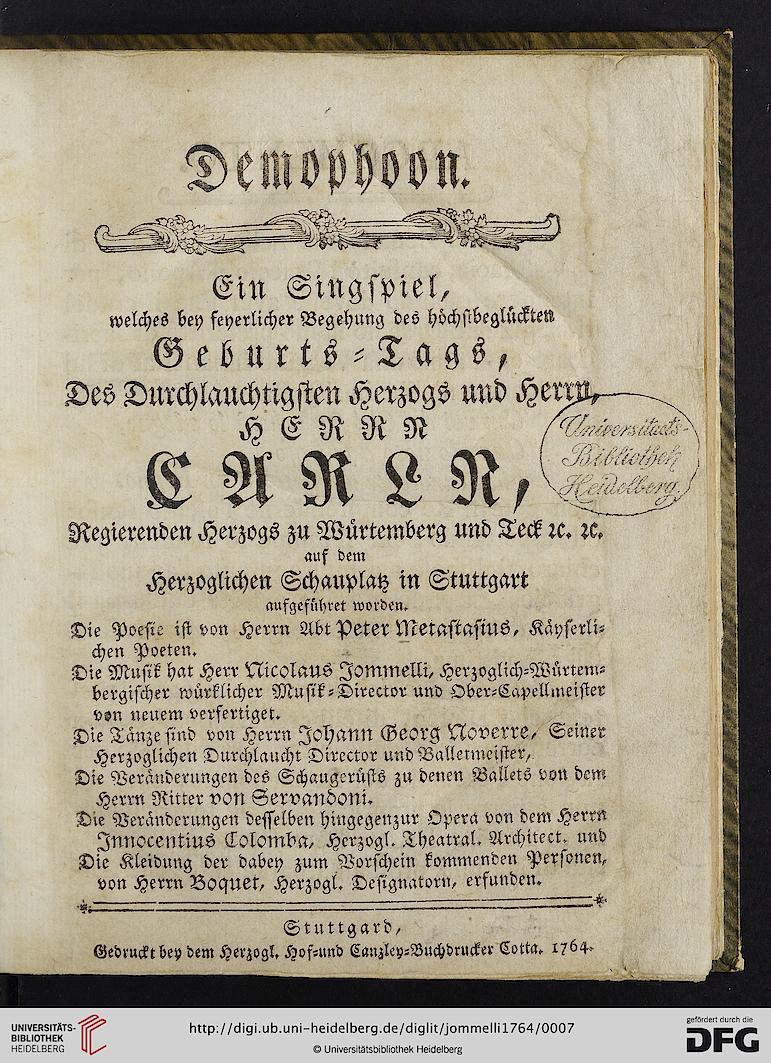 Demophoon.
Ein Singspiel,
welches bey feyerlicher Begehung des höchstbeglückten
Geburts-Tags,
Des Durchlauchtigsten Herzogs und Herrn,
HERRN
CARLN,
Regierenden Herzogs zu Würtemberg und Teck ꝛc. ꝛc.
auf dem
Herzoglichen Schauplatz in Stuttgart
aufgeführet worden.
Die Poesie ist von Herrn Abt Peter Metastasius, Käyserli-
chen Poeten.
Die Musik hat Herr Nicolaus Jommelli, Herzoglich-Würtem-
bergischer würklicher Musik-Director und Ober-Capellmeister
von neuem verfertiget.
Die Tänze sind von Herrn Johann Georg Noverre, Seiner
Herzoglichen Durchlaucht Director und Balletmeister,
Die Veränderungen des Schaugerüsts zu denen Ballets von dem
Herrn Ritter von Servandoni.
Die Veränderungen desselben hingegenzur Opera von dem Herrn
Innocentius Colomba, Herzogl. Theatral. Architect. und
Die Kleidung der dabey zum Vorschein kommenden Personen,
von Herrn Boquet, Herzogl. Designatorn, erfunden.
Stuttgard,
Gedruckt bey dem Herzogl. Hof-und Canzley-Buchdrucker Cotta. 1764.
Universitaets-
Bibliothek
Heidelberg.
UNIVERSITÄTS-
BIBLIOTHEK
HEIDELBERG
http://digi.ub.uni-heidelberg.de/diglit/jommelli1764/0007
© Universitätsbibliothek Heidelberg
gefördert durch die
DFG